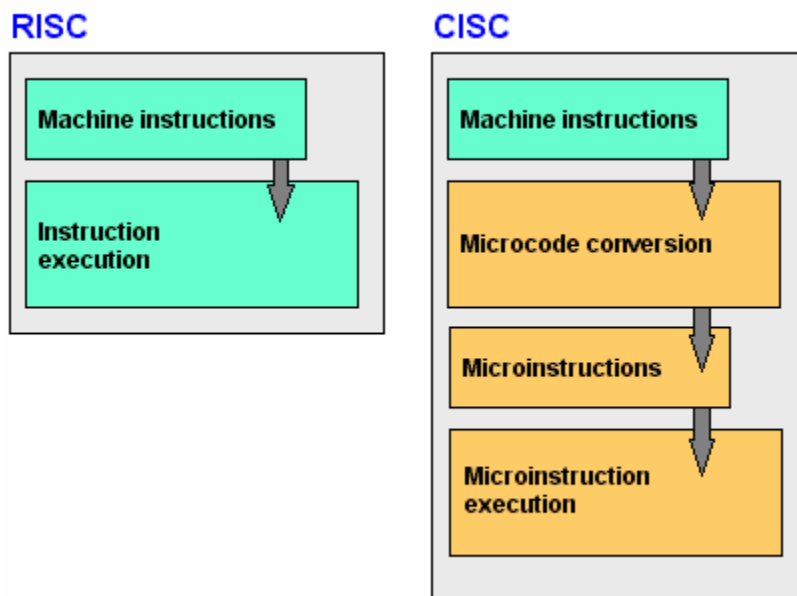 RISC
Machine instructions
Instruction
execution
CISC
Machine instructions
Microcode conversion
Microinstructions
Microinstruction
execution